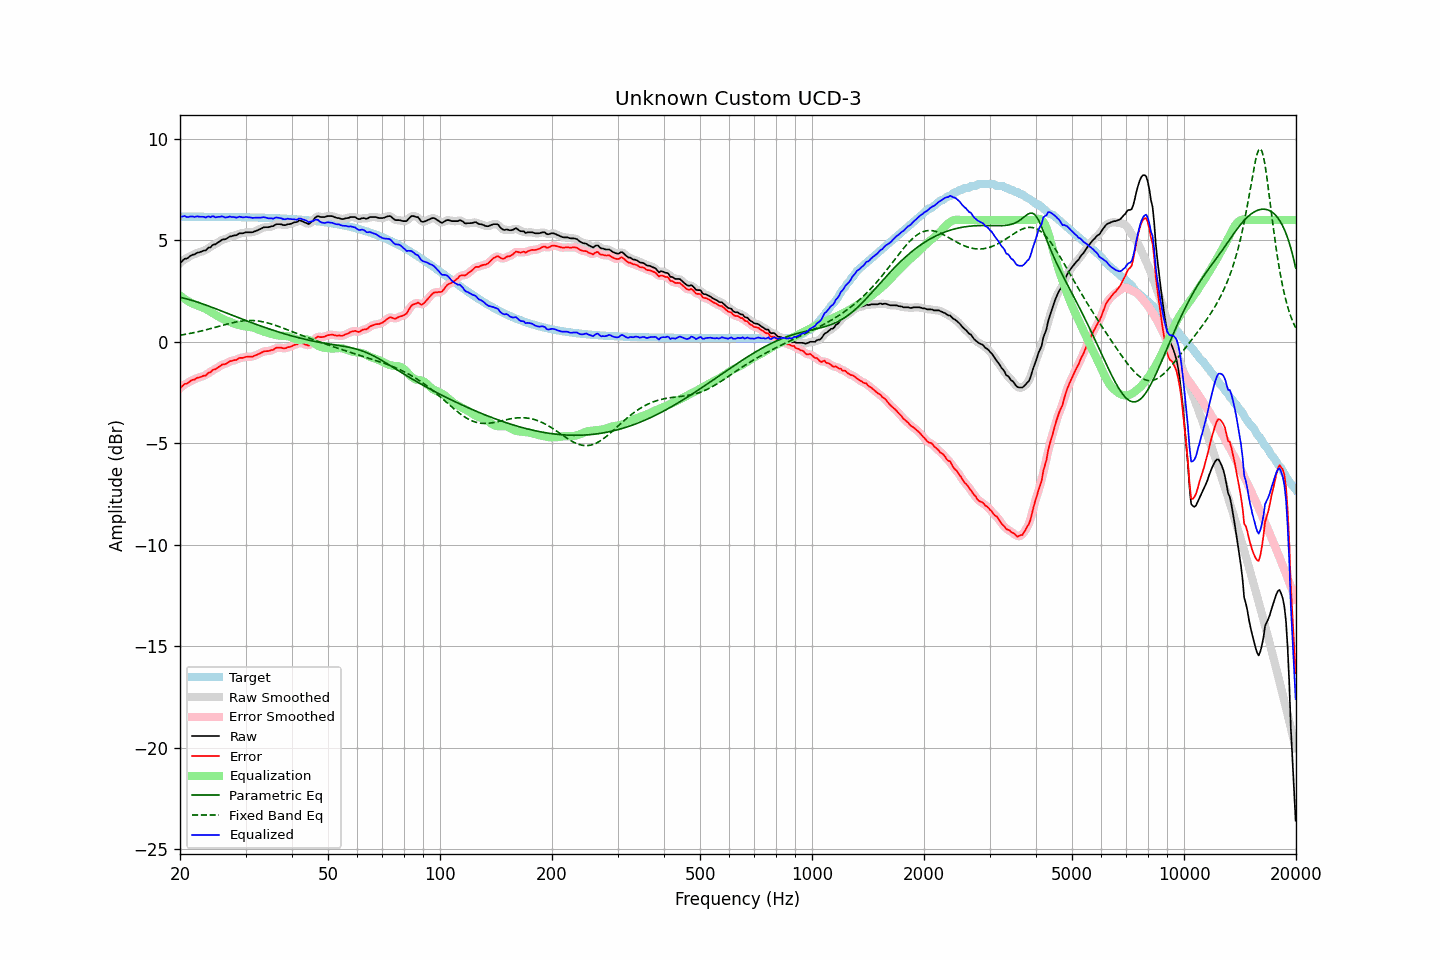 Unknown Custom UCD-3
Amplitude (dBr)
10
5
0
−5
−10
−15
−20
−25
Target
Raw Smoothed
Error Smoothed
Raw
Error
Equalization
Parametric Eq
Fixed Band Eq
Equalized
20 50 100 200 500 1000 2000 5000 10000 20000
Frequency (Hz)